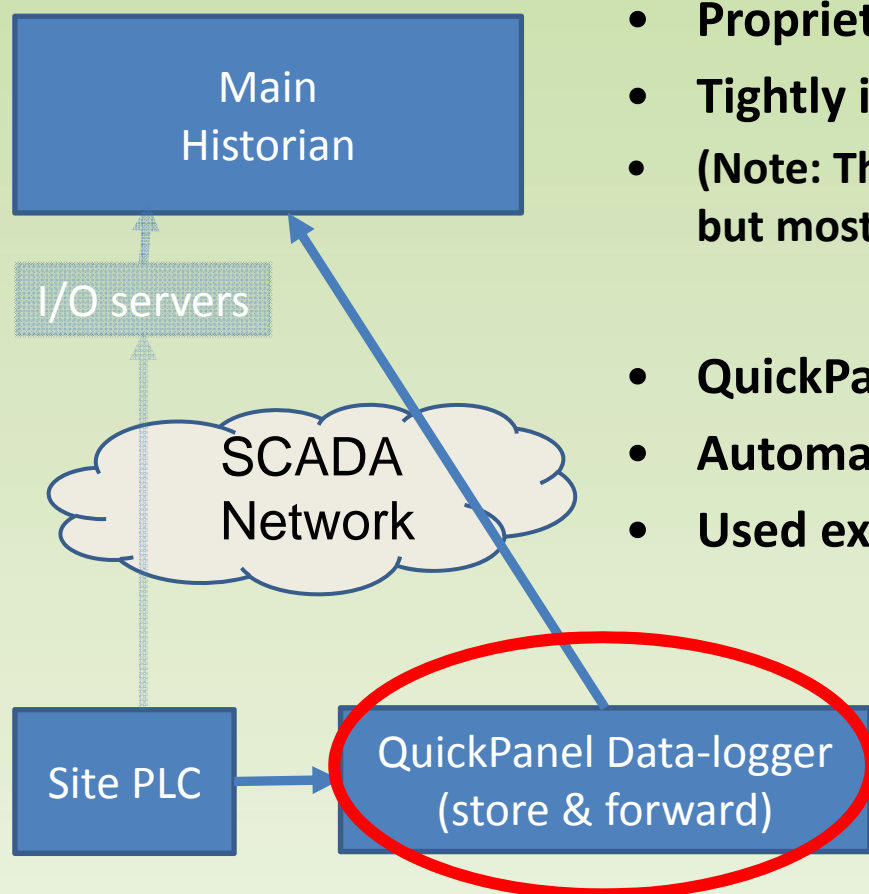 Main
Historian
I/O servers
SCADA
Network
Site PLC
QuickPanel Data-logger
(store & forward)
• Propriet
• Tightly i
• (Note: Th
but most
• QuickPa
• Automa
• Used ex